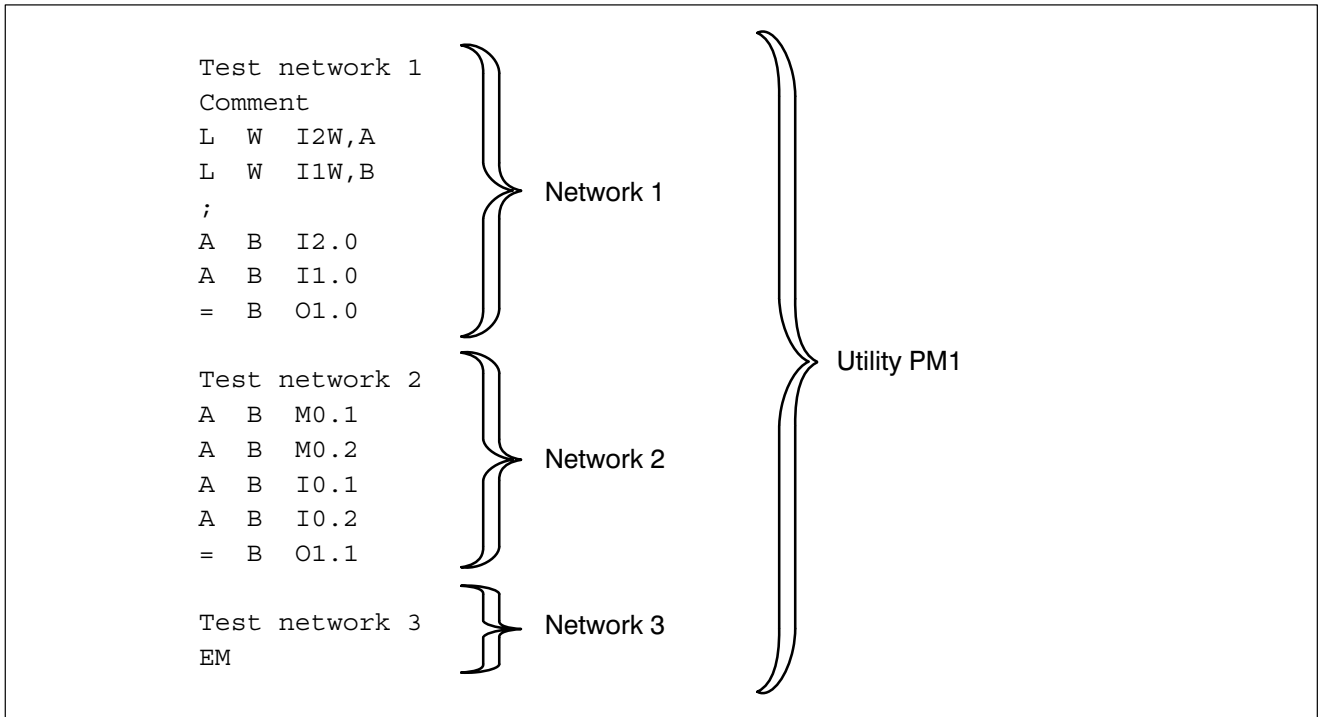 Test network 1
Comment
L W I2W,A
L W I1W,B
;
A B I2.0
A B I1.0
= B O1.0
Network 1
Test network 2
A B M0.1
A B M0.2
A B I0.1
A B I0.2
= B O1.1
Network 2
Test network 3
EM
Network 3
Utility PM1